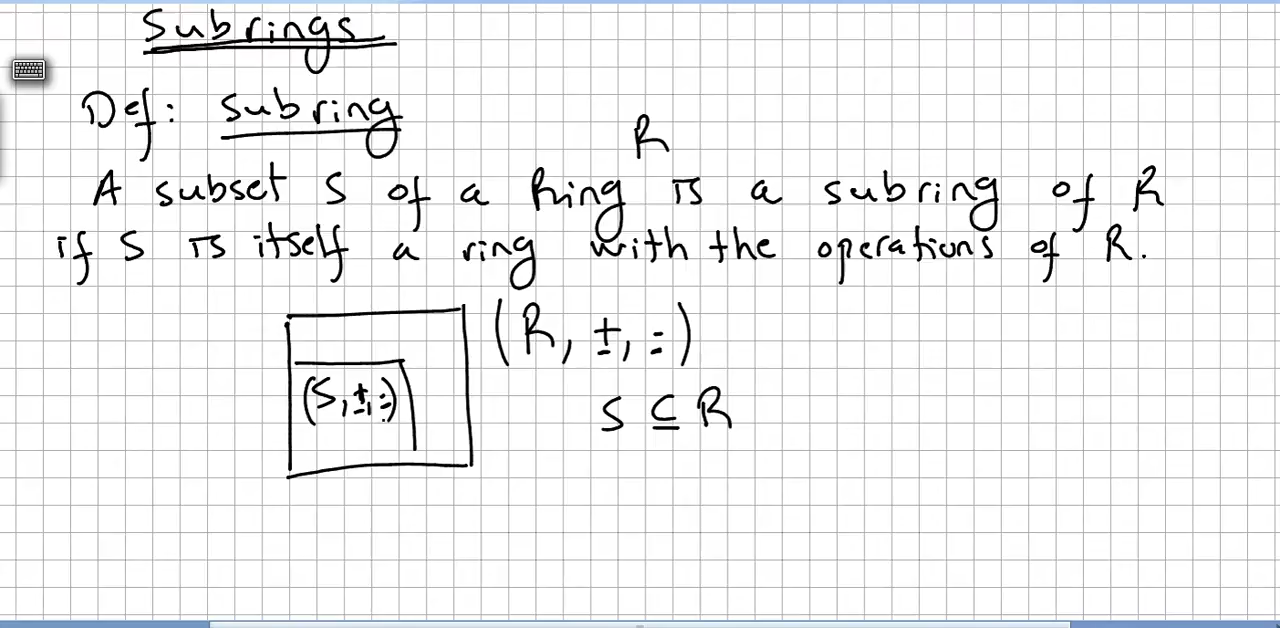 Subrings
Def: subring
R
A subset S of a Ring is a subring of R
if S is itself a ring with the operations of R.
(R, +, ·)
(S, +, ·)
S ⊆ R